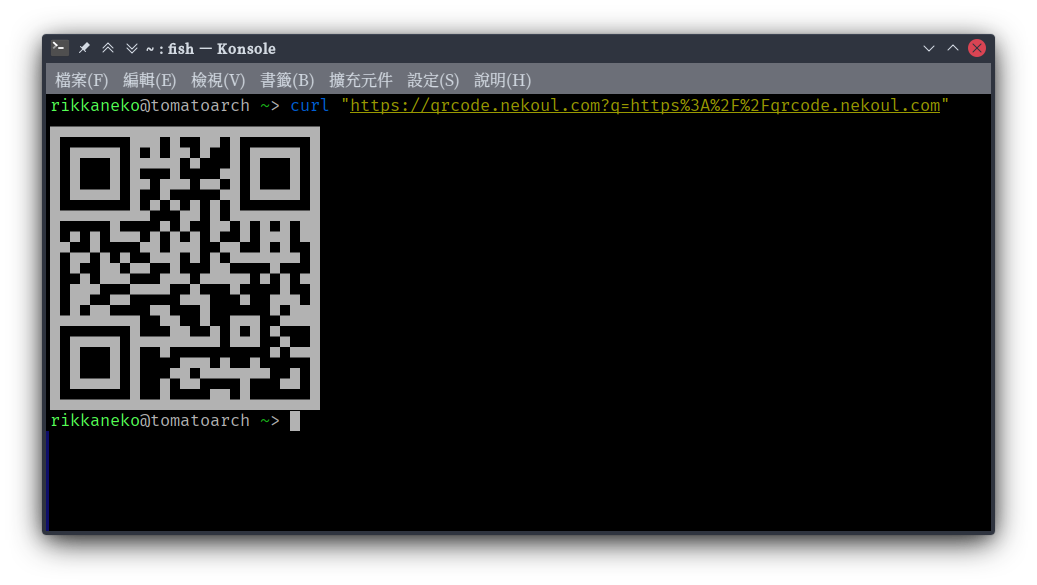 ~ : fish — Konsole
檔案(F) 編輯(E) 檢視(V) 書籤(B) 擴充元件 設定(S) 說明(H)
rikkaneko@tomatoarch ~> curl "https://qrcode.nekoul.com?q=https%3A%2F%2Fqrcode.nekoul.com"
rikkaneko@tomatoarch ~>